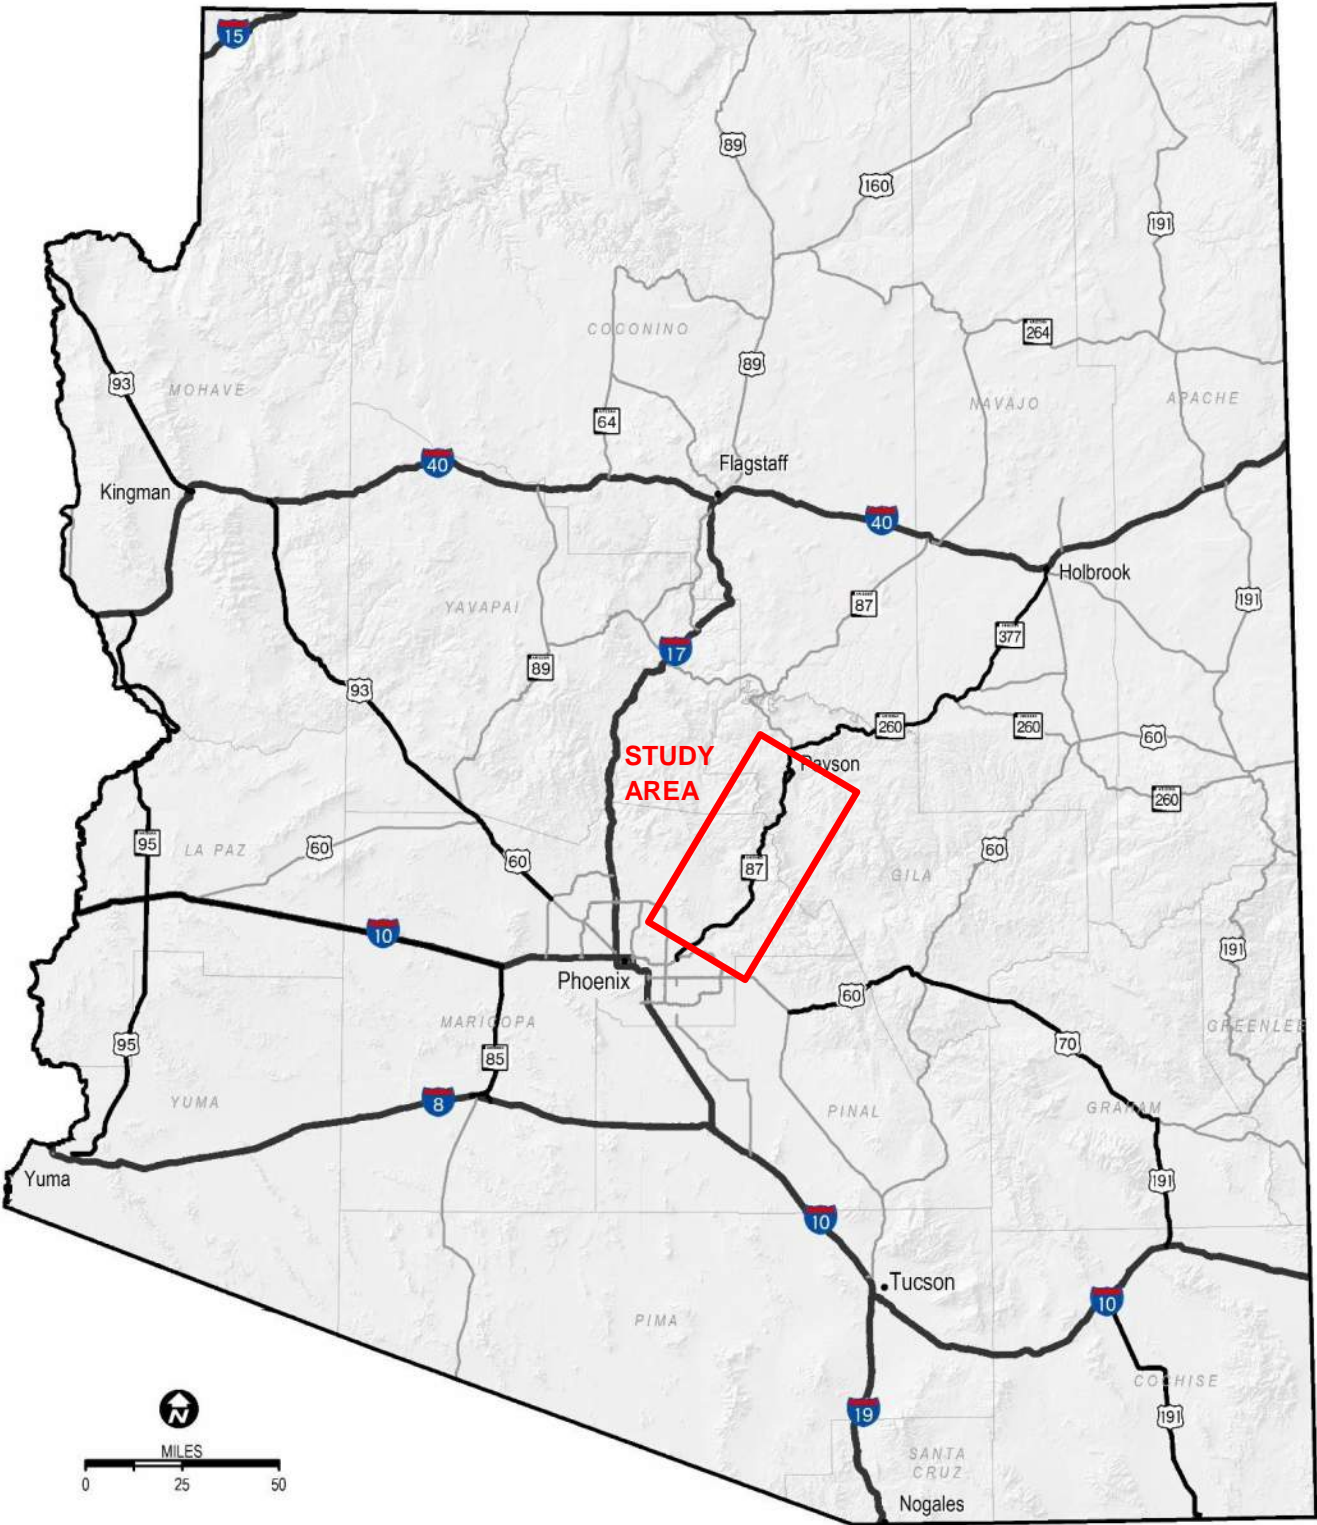 15
89
160
191
COCONINO
264
93
MOHAVE
89
NAVAJO
APACHE
64
40
Flagstaff
Kingman
40
Holbrook
YAVAPAI
87
191
377
17
89
93
260
260
60
STUDY
AREA
Payson
260
95
LA PAZ
60
60
60
87
GILA
10
191
Phoenix
60
MARICOPA
GREENLEE
95
85
70
8
YUMA
PINAL
GRAHAM
Yuma
191
10
Tucson
10
PIMA
COCHISE
N
19
191
MILES
SANTA
CRUZ
0 25 50
Nogales